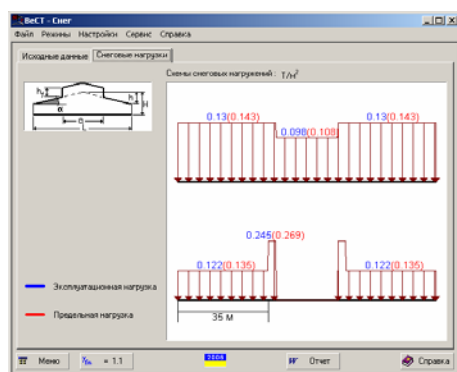 ВеСТ - Снег
Файл Режимы Настройки Сервис Справка
Исходные данные Снеговые нагрузки
Схемы снеговых нагружений : Т/м²
0.13(0.143) 0.098(0.108) 0.13(0.143)
0.245(0.269)
0.122(0.135) 0.122(0.135)
35 М
Эксплуатационная нагрузка
Предельная нагрузка
Меню = 1.1 2006 Отчет Справка